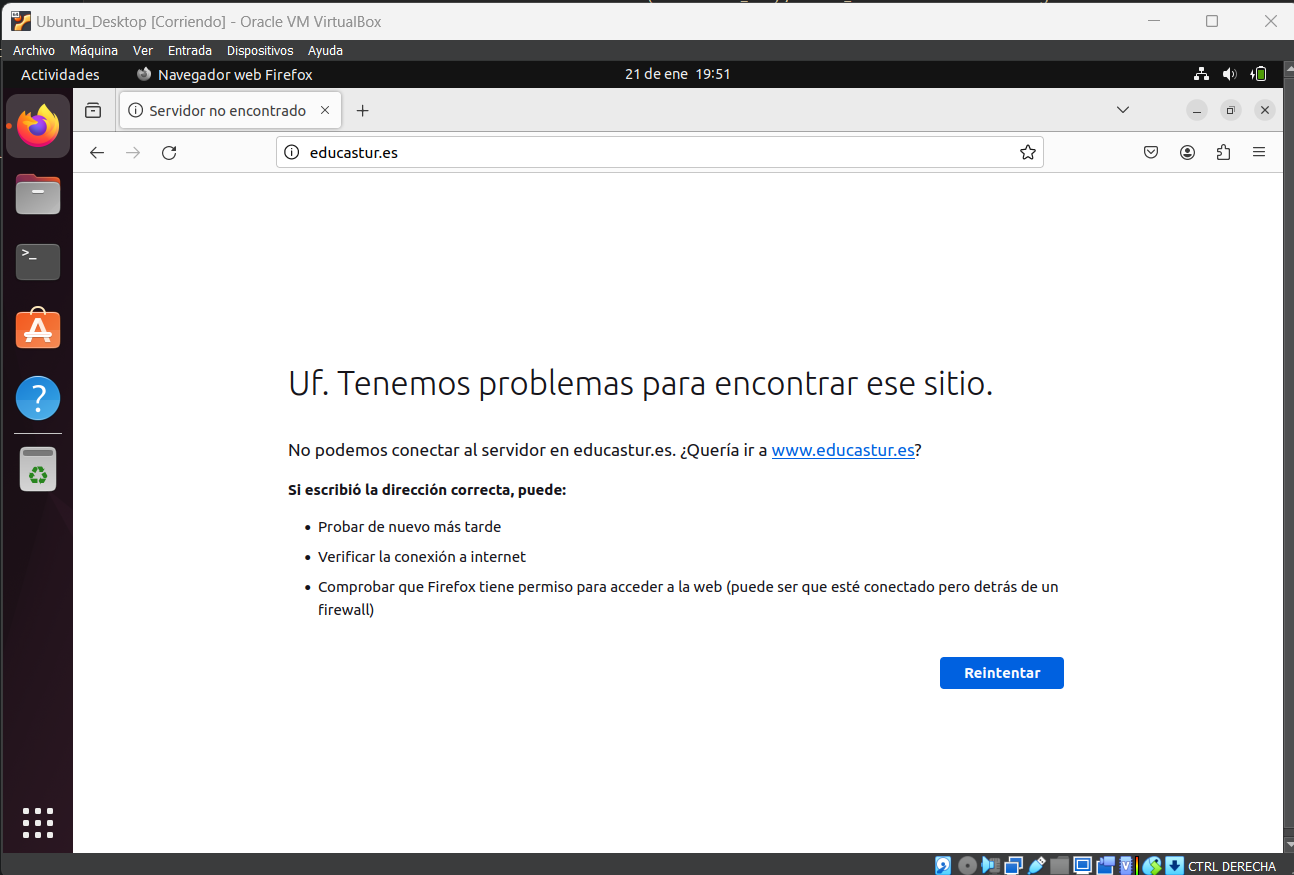 Ubuntu_Desktop [Corriendo] - Oracle VM VirtualBox
Archivo Máquina Ver Entrada Dispositivos Ayuda
Actividades Navegador web Firefox 21 de ene 19:51
Servidor no encontrado
educastur.es
Uf. Tenemos problemas para encontrar ese sitio.
No podemos conectar al servidor en educastur.es. ¿Quería ir a www.educastur.es?
Si escribió la dirección correcta, puede:
• Probar de nuevo más tarde
• Verificar la conexión a internet
• Comprobar que Firefox tiene permiso para acceder a la web (puede ser que esté conectado pero detrás de un
firewall)
Reintentar
CTRL DERECHA